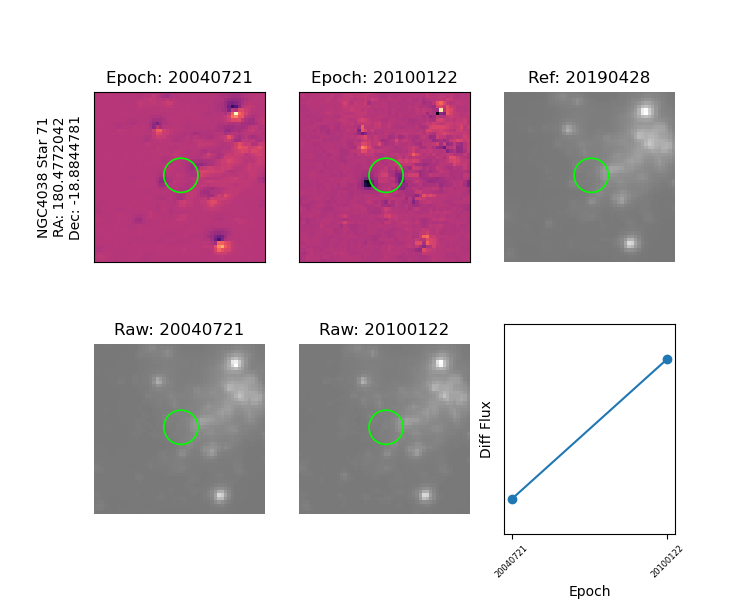 NGC4038 Star 71
RA: 180.4772042
Dec: -18.8844781
Epoch: 20040721
Epoch: 20100122
Ref: 20190428
Raw: 20040721
Raw: 20100122
Diff Flux
20040721
20100122
Epoch